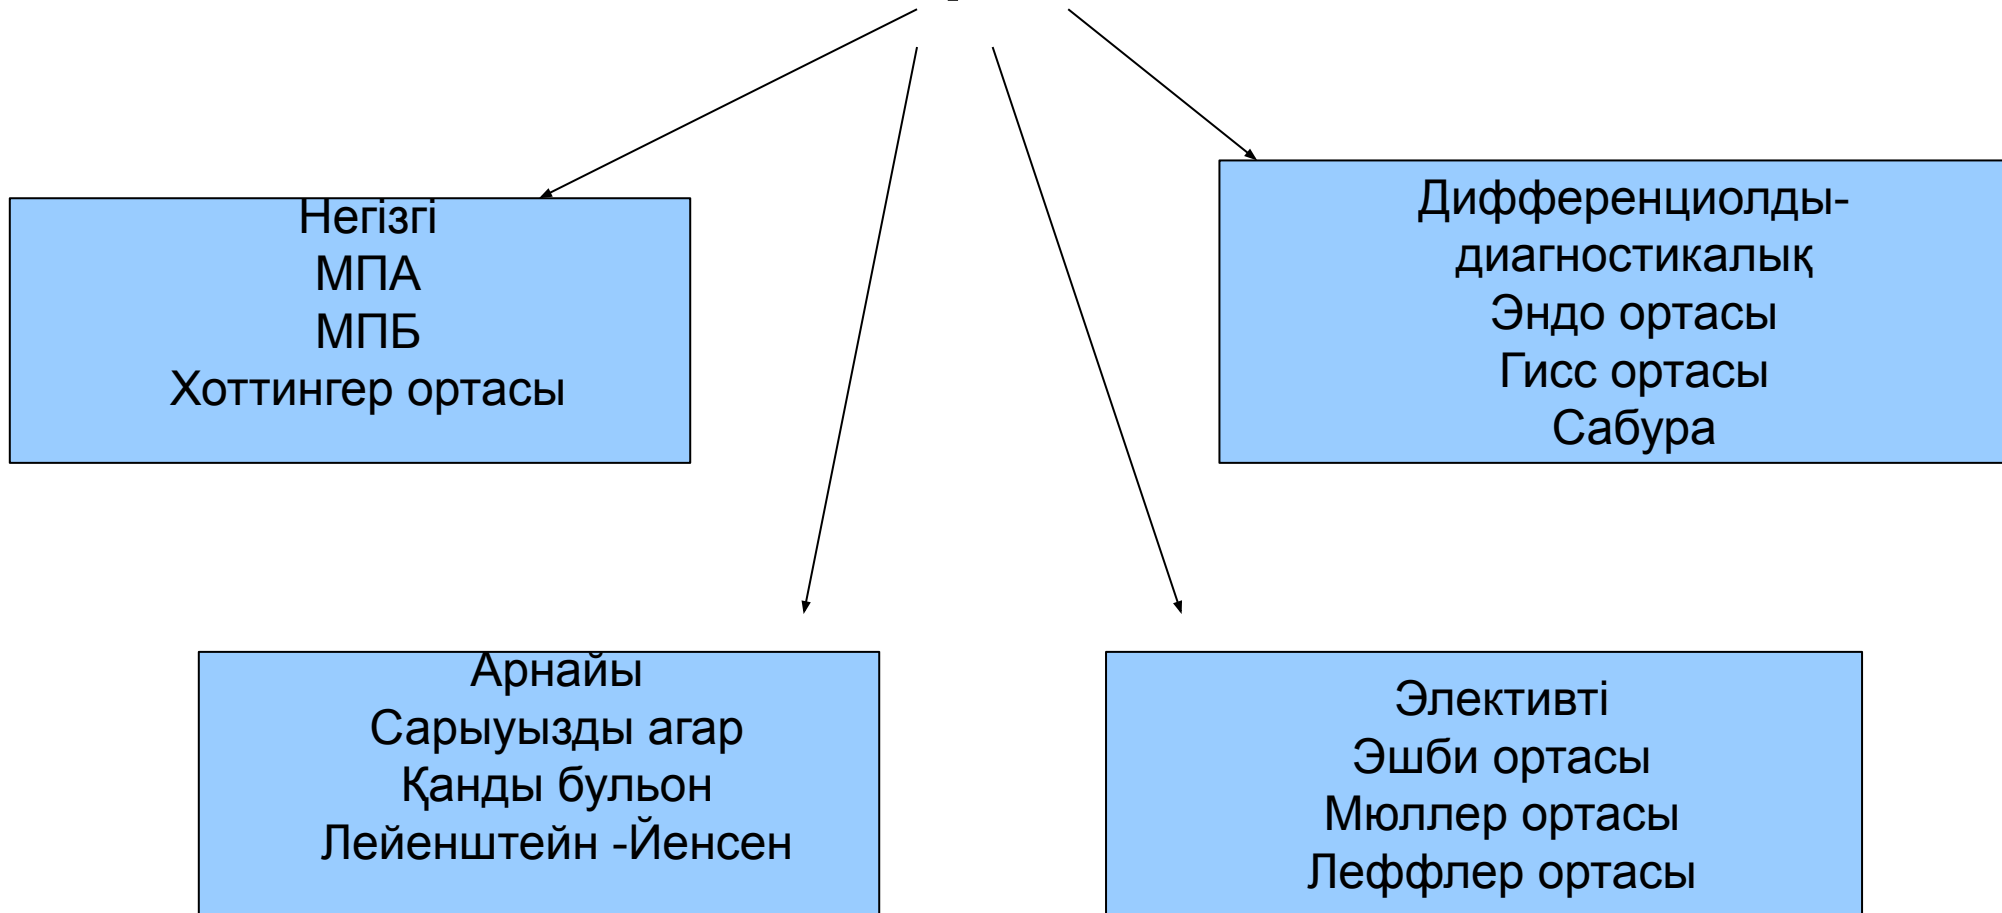 Негізгі
МПА
МПБ
Хоттингер ортасы
Дифференциолды-
диагностикалық
Эндо ортасы
Гисс ортасы
Сабура
Арнайы
Сарыуызды агар
Қанды бульон
Лейенштейн -Йенсен
Элективті
Эшби ортасы
Мюллер ортасы
Леффлер ортасы